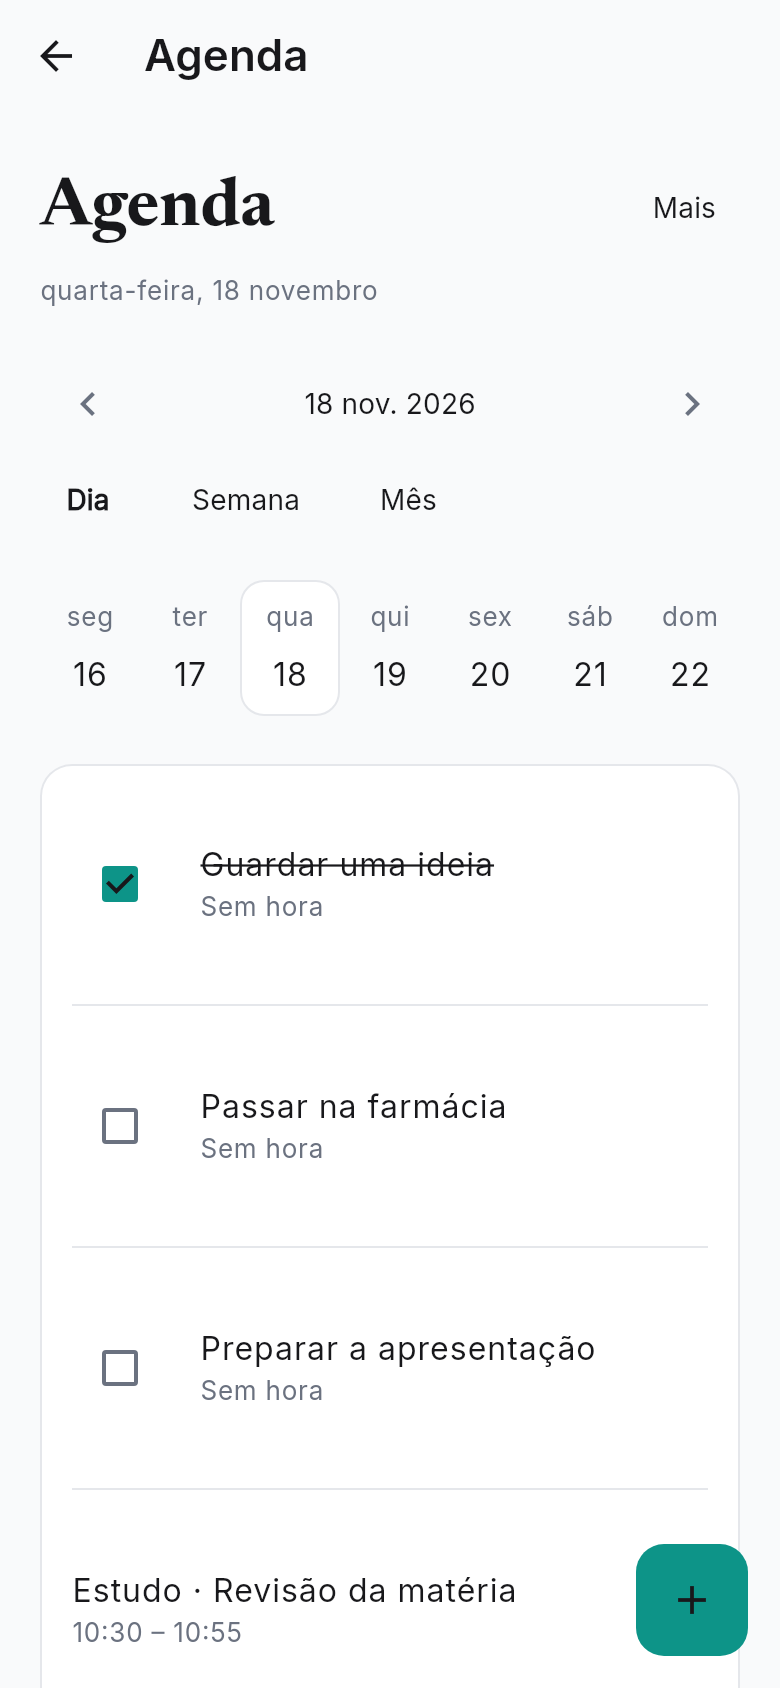 Agenda
Agenda
Mais
quarta-feira, 18 novembro
18 nov. 2026
Dia Semana Mês
seg ter qua qui sex sáb dom
16 17 18 19 20 21 22
Guardar uma ideia
Sem hora
Passar na farmácia
Sem hora
Preparar a apresentação
Sem hora
Estudo · Revisão da matéria
10:30 – 10:55